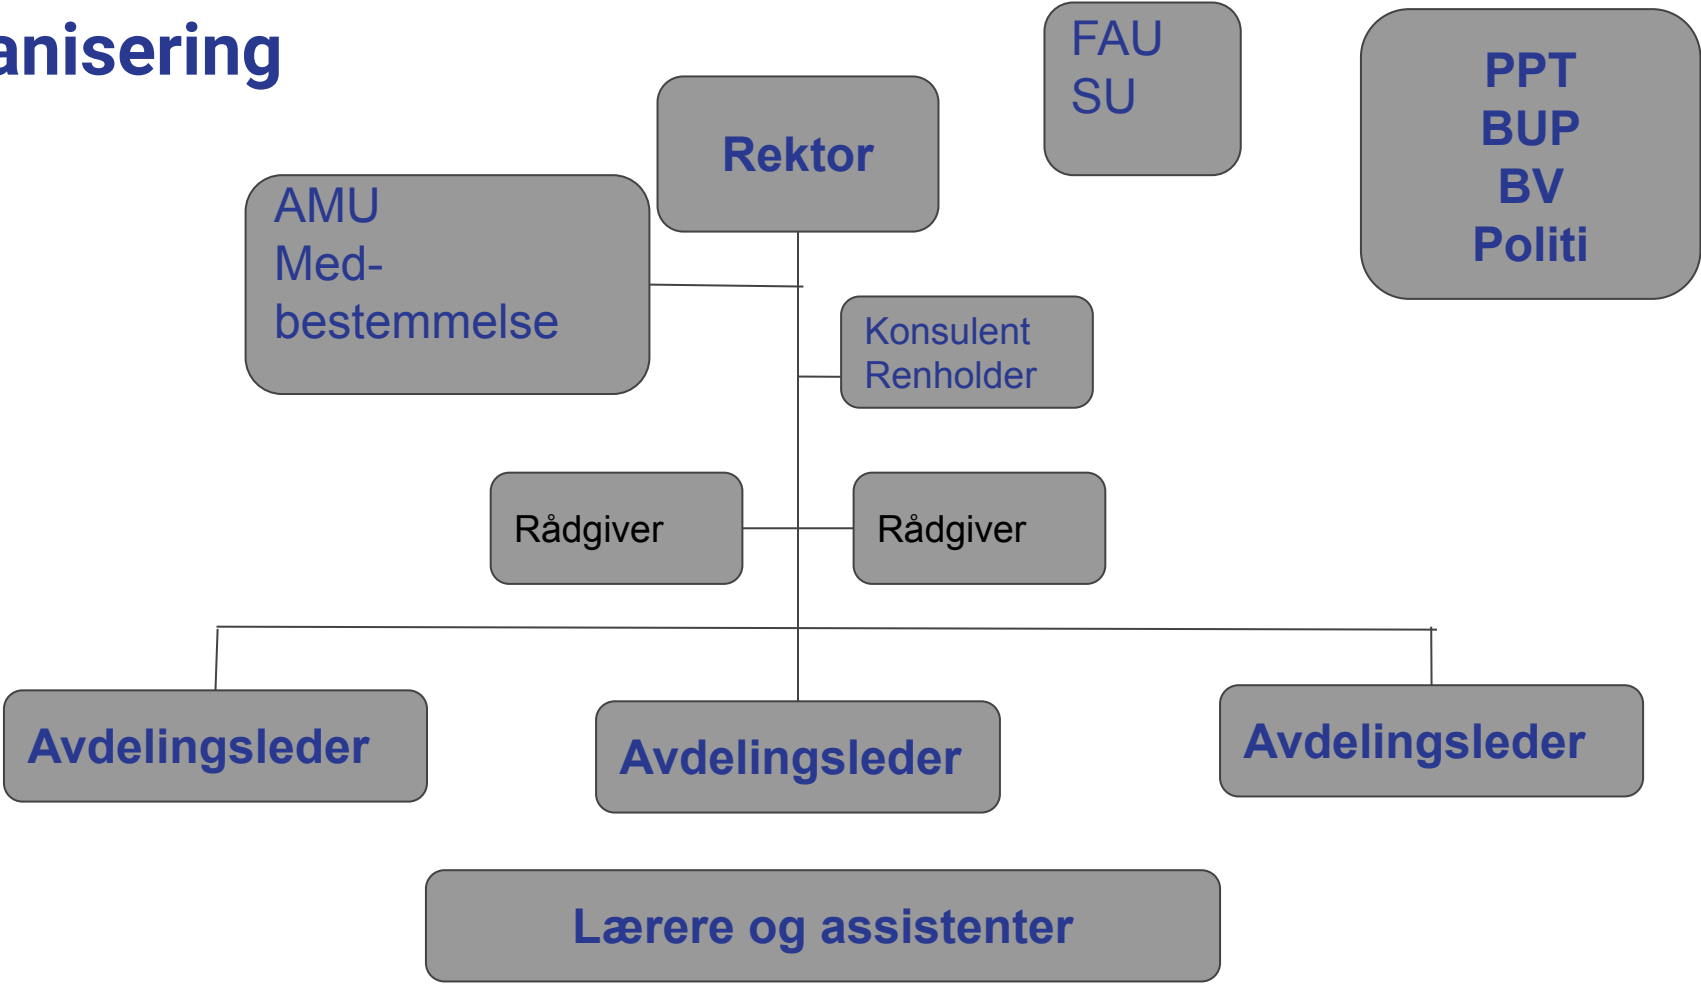 anisering
FAU
SU
PPT
BUP
BV
Politi
Rektor
AMU
Med-
bestemmelse
Konsulent
Renholder
Rådgiver
Rådgiver
Avdelingsleder
Avdelingsleder
Avdelingsleder
Lærere og assistenter